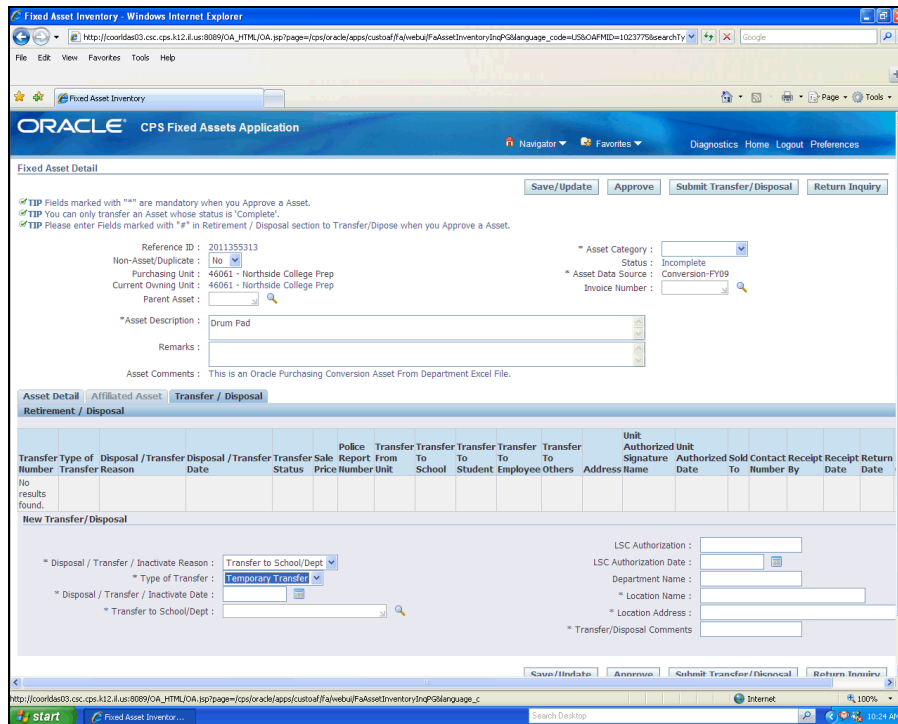 Fixed Asset Inventory - Windows Internet Explorer
http://coorldas03.csc.cps.k12.il.us:8089/OA_HTML/OA.jsp?page=/cps/oracle/apps/custoaf/fa/webui/FaAssetInventoryInqPG&language_code=US&OAFMID=1023775&searchTy
Google
File Edit View Favorites Tools Help
Fixed Asset Inventory
Page Tools
ORACLE CPS Fixed Assets Application
Navigator Favorites Diagnostics Home Logout Preferences
Fixed Asset Detail
Save/Update Approve Submit Transfer/Disposal Return Inquiry
TIP Fields marked with "*" are mandatory when you Approve a Asset.
TIP You can only transfer an Asset whose status is 'Complete'.
TIP Please enter Fields marked with "#" in Retirement / Disposal section to Transfer/Dipose when you Approve a Asset.
Reference ID : 2011355313
* Asset Category :
Non-Asset/Duplicate : No
Status : Incomplete
Purchasing Unit : 46061 - Northside College Prep
* Asset Data Source : Conversion-FY09
Current Owning Unit : 46061 - Northside College Prep
Invoice Number :
Parent Asset :
*Asset Description : Drum Pad
Remarks :
Asset Comments : This is an Oracle Purchasing Conversion Asset From Department Excel File.
Asset Detail Affiliated Asset Transfer / Disposal
Retirement / Disposal
Transfer Number
Type of Transfer
Disposal /Transfer Reason
Disposal /Transfer Date
Transfer Status
Sale Price
Police Report Number
Transfer From Unit
Transfer To School
Transfer To Student
Transfer To Employee
Transfer To Others
Address
Unit Authorized Signature Name
Unit Authorized Date
Sold To
Contact Number
Receipt By
Receipt Date
Return Date
No results found.
New Transfer/Disposal
LSC Authorization :
* Disposal / Transfer / Inactivate Reason : Transfer to School/Dept
LSC Authorization Date :
* Type of Transfer : Temporary Transfer
Department Name :
* Disposal / Transfer / Inactivate Date :
* Location Name :
* Transfer to School/Dept :
* Location Address :
* Transfer/Disposal Comments
Save/Update Approve Submit Transfer/Disposal Return Inquiry
http://coorldas03.csc.cps.k12.il.us:8089/OA_HTML/OA.jsp?page=/cps/oracle/apps/custoaf/fa/webui/FaAssetInventoryInqPG&language_c
Internet 100%
start Fixed Asset Inventor... Search Desktop 10:24 AM